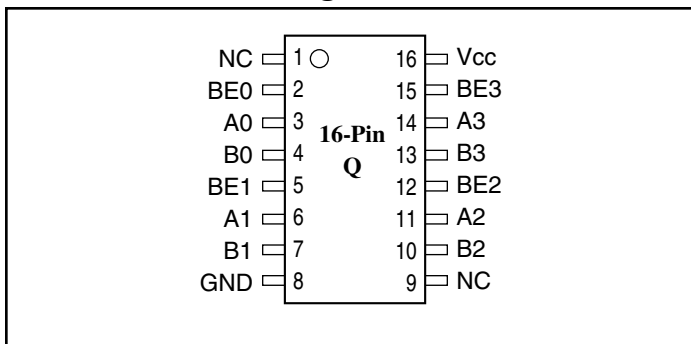 NC 1 16 Vcc
BE0 2 15 BE3
A0 3 14 A3
16-Pin
B0 4 13 B3
Q
BE1 5 12 BE2
A1 6 11 A2
B1 7 10 B2
GND 8 9 NC